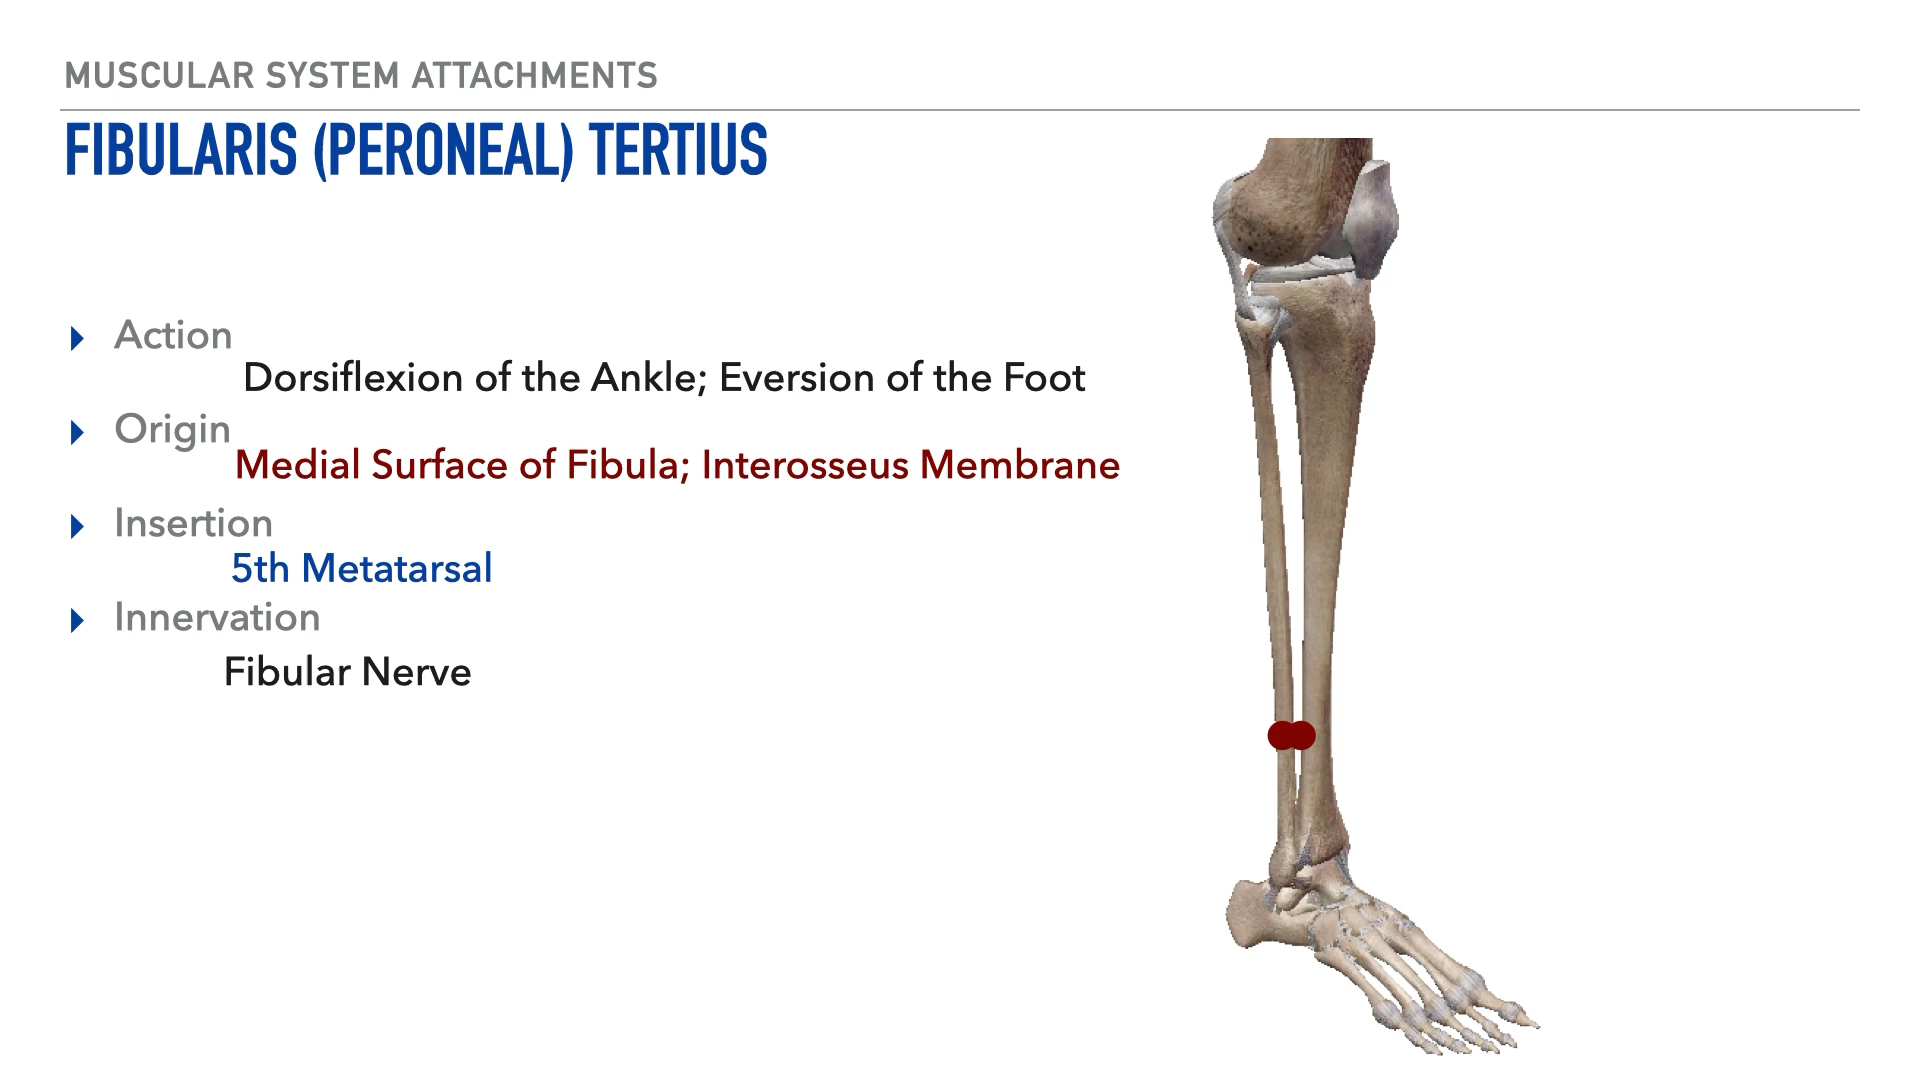 MUSCULAR SYSTEM ATTACHMENTS
FIBULARIS (PERONEAL) TERTIUS
Action
Dorsiflexion of the Ankle; Eversion of the Foot
Origin
Medial Surface of Fibula; Interosseus Membrane
Insertion
5th Metatarsal
Innervation
Fibular Nerve